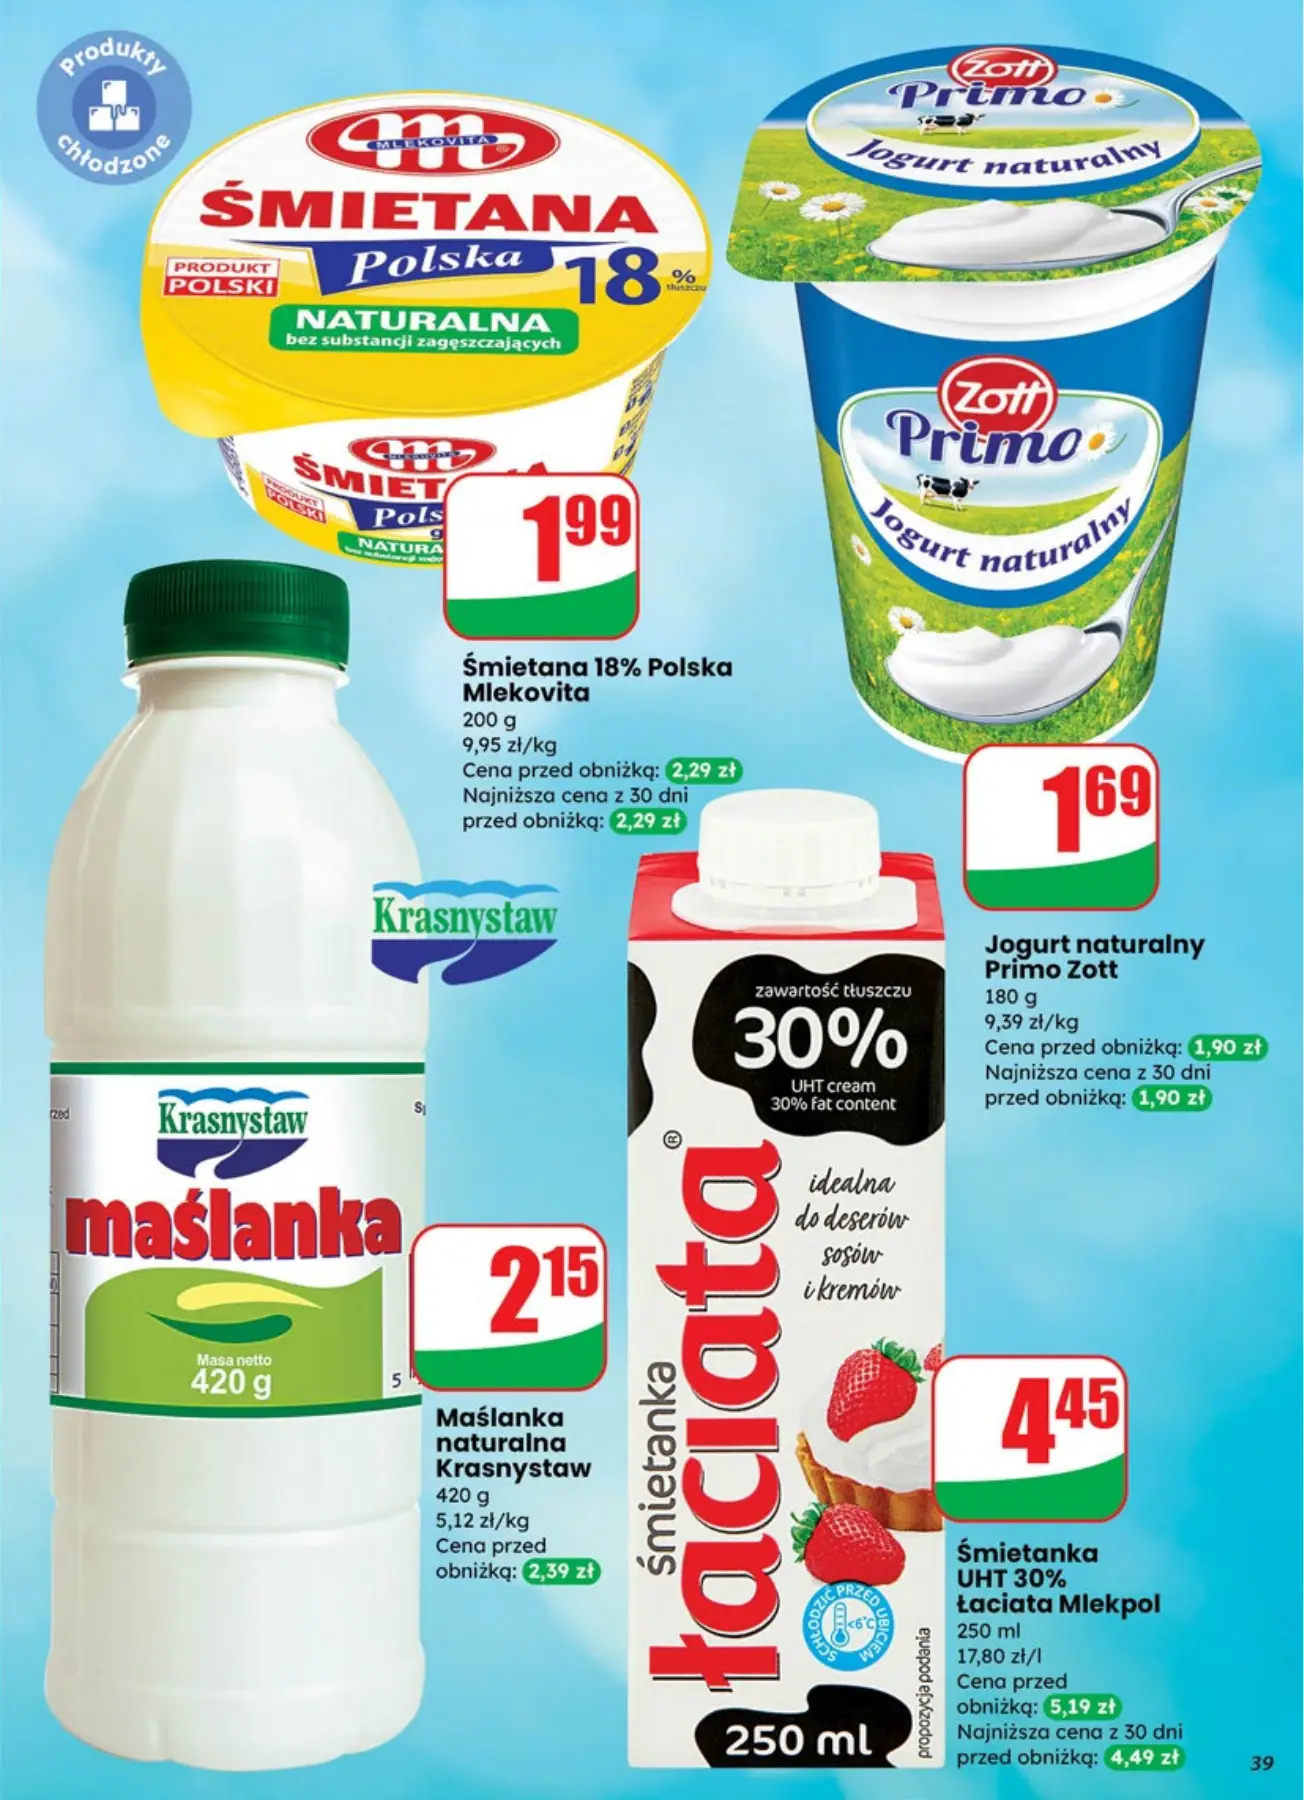 Produkty
chłodzone
MLEKOVITA
ŚMIETANA
Polska
18 % tłuszczu
PRODUKT
POLSKI
NATURALNA
bez substancji zagęszczających
MLEKOVITA
ŚMIET
PRODUKT
POLSKI
Pols
NATURA
1 99
Śmietana 18% Polska
Mlekovita
200 g
9,95 zł/kg
Cena przed obniżką: 2,29 zł
Najniższa cena z 30 dni
przed obniżką: 2,29 zł
Zott
Primo
Jogurt naturalny
Zott
Primo
Jogurt naturalny
1 69
Jogurt naturalny
Primo Zott
180 g
9,39 zł/kg
Cena przed obniżką: 1,90 zł
Najniższa cena z 30 dni
przed obniżką: 1,90 zł
Krasnystaw
Krasnystaw
maślanka
Masa netto
420 g
5
2 15
Maślanka
naturalna
Krasnystaw
420 g
5,12 zł/kg
Cena przed
obniżką: 2,39 zł
zawartość tłuszczu
30%
UHT cream
30% fat content
łaciata®
śmietanka
idealna
do deserów
sosów
i kremów
SCHŁODZIĆ PRZED UBICIEM
<6°C
propozycja podania
250 ml
4 45
Śmietanka
UHT 30%
Łaciata Mlekpol
250 ml
17,80 zł/l
Cena przed
obniżką: 5,19 zł
Najniższa cena z 30 dni
przed obniżką: 4,49 zł
39